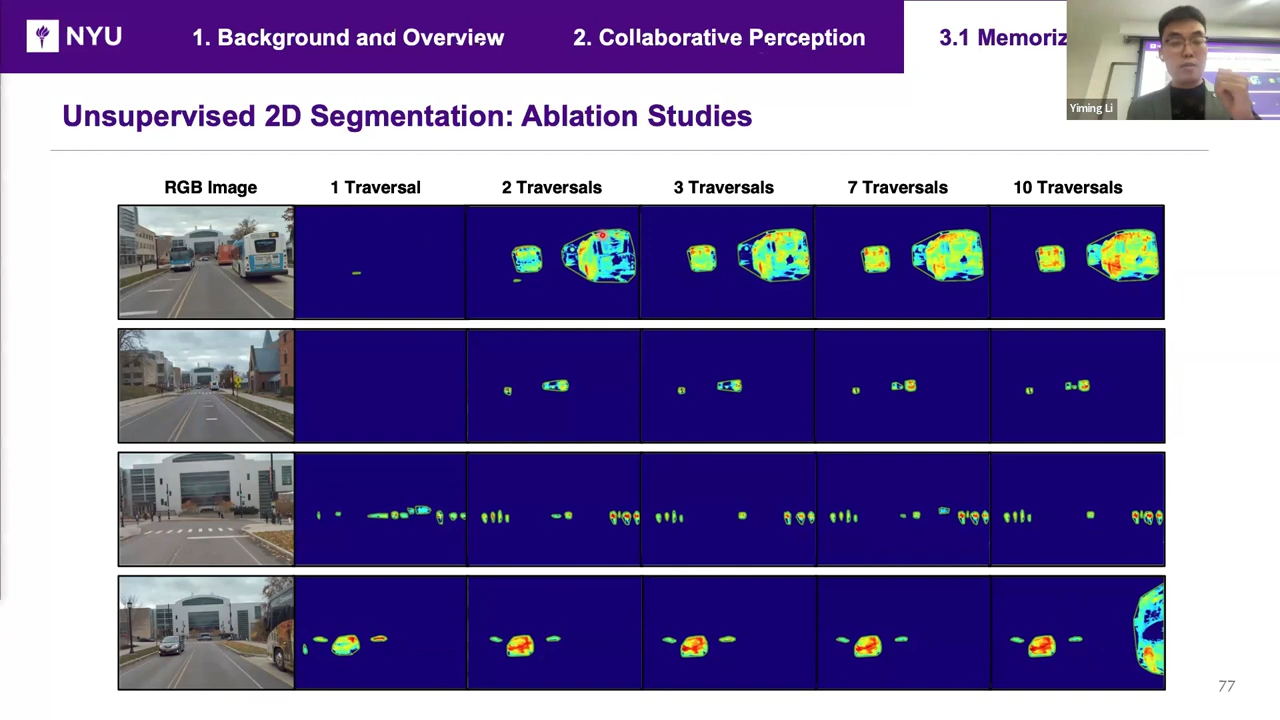 NYU
1. Background and Overview
2. Collaborative Perception
3.1 Memoriz
Yiming Li
Unsupervised 2D Segmentation: Ablation Studies
RGB Image
1 Traversal
2 Traversals
3 Traversals
7 Traversals
10 Traversals
77